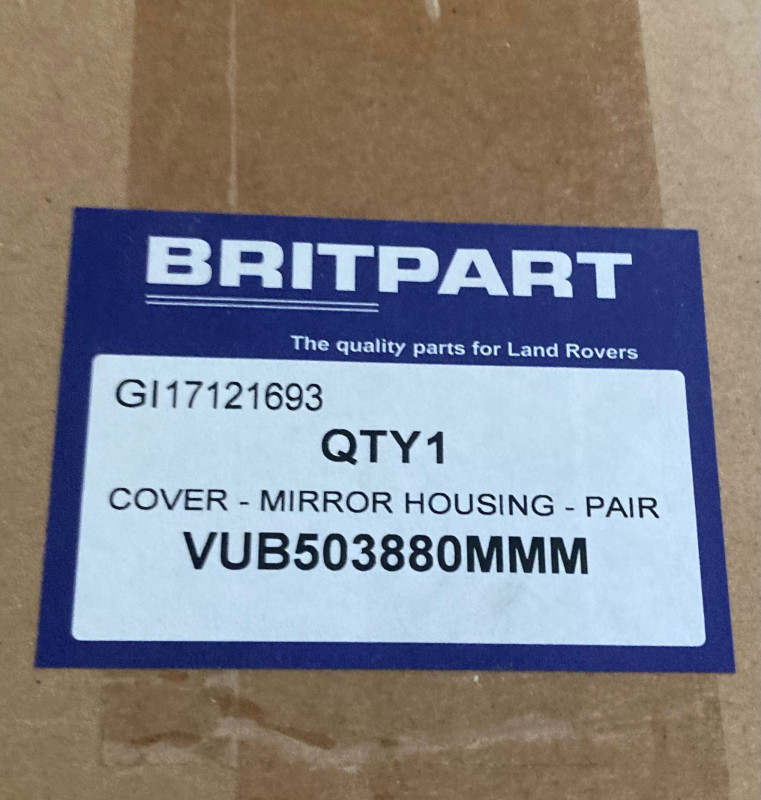 BRITPART
The quality parts for Land Rovers
GI17121693
QTY1
COVER - MIRROR HOUSING - PAIR
VUB503880MMM